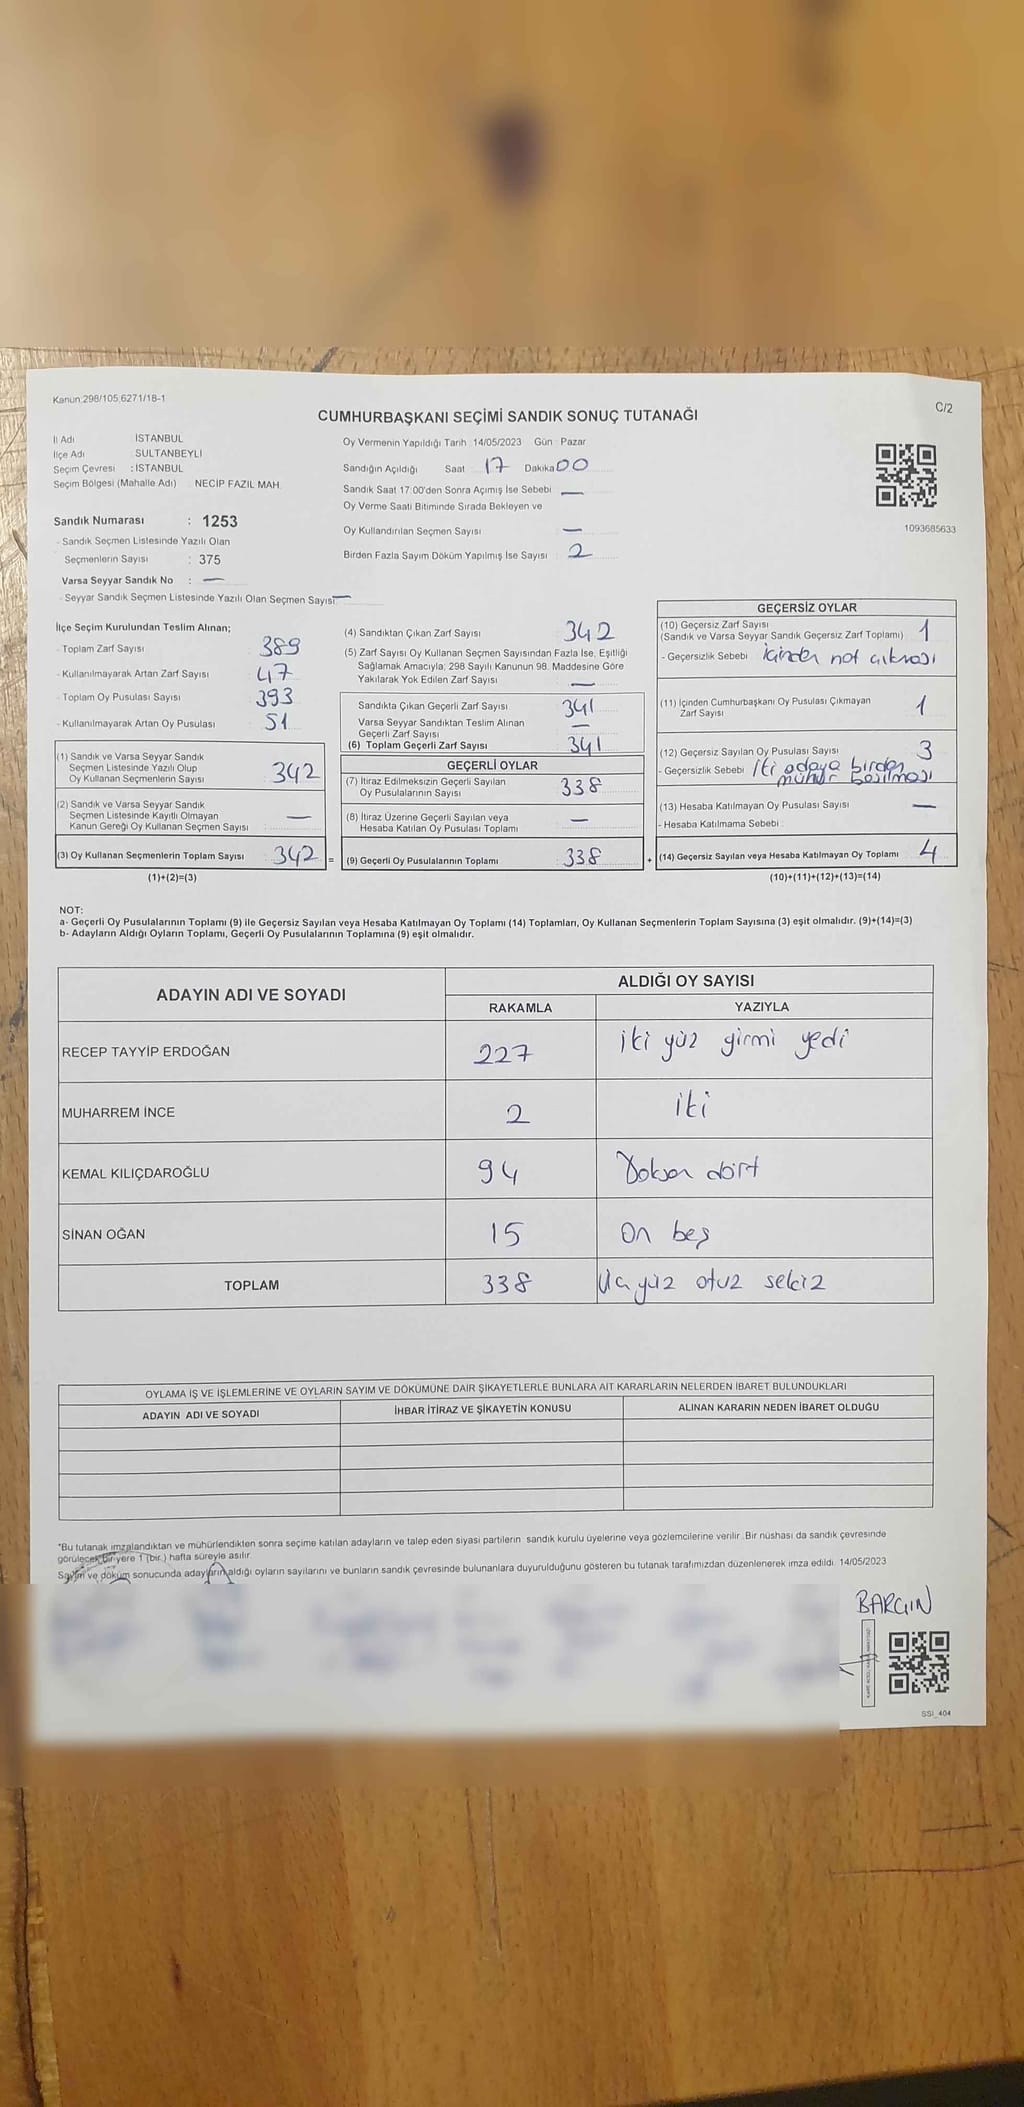 Kanun:298/105,6271/18-1
C/2
CUMHURBAŞKANI SEÇİMİ SANDIK SONUÇ TUTANAĞI
İl Adı : İSTANBUL
İlçe Adı : SULTANBEYLİ
Seçim Çevresi : İSTANBUL
Seçim Bölgesi (Mahalle Adı) : NECİP FAZIL MAH.
Sandık Numarası : 1253
- Sandık Seçmen Listesinde Yazılı Olan
Seçmenlerin Sayısı : 375
Varsa Seyyar Sandık No : —
- Seyyar Sandık Seçmen Listesinde Yazılı Olan Seçmen Sayısı: —
Oy Vermenin Yapıldığı Tarih : 14/05/2023 Gün : Pazar
Sandığın Açıldığı Saat 17 Dakika 00
Sandık Saat 17:00'den Sonra Açımış İse Sebebi —
Oy Verme Saati Bitiminde Sırada Bekleyen ve
Oy Kullandırılan Seçmen Sayısı —
Birden Fazla Sayım Döküm Yapılmış İse Sayısı 2
1093685633
İlçe Seçim Kurulundan Teslim Alınan;
- Toplam Zarf Sayısı : 389
- Kullanılmayarak Artan Zarf Sayısı : 47
- Toplam Oy Pusulası Sayısı : 393
- Kullanılmayarak Artan Oy Pusulası : 51
(1) Sandık ve Varsa Seyyar Sandık
Seçmen Listesinde Yazılı Olup
Oy Kullanan Seçmenlerin Sayısı 342
(2) Sandık ve Varsa Seyyar Sandık
Seçmen Listesinde Kayıtlı Olmayan
Kanun Gereği Oy Kullanan Seçmen Sayısı —
(3) Oy Kullanan Seçmenlerin Toplam Sayısı 342 =
(1)+(2)=(3)
(4) Sandıktan Çıkan Zarf Sayısı 342
(5) Zarf Sayısı Oy Kullanan Seçmen Sayısından Fazla İse, Eşitliği
Sağlamak Amacıyla; 298 Sayılı Kanunun 98. Maddesine Göre
Yakılarak Yok Edilen Zarf Sayısı —
Sandıkta Çıkan Geçerli Zarf Sayısı 341
Varsa Seyyar Sandıktan Teslim Alınan
Geçerli Zarf Sayısı —
(6) Toplam Geçerli Zarf Sayısı 341
GEÇERLİ OYLAR
(7) İtiraz Edilmeksizin Geçerli Sayılan
Oy Pusulalarının Sayısı 338
(8) İtiraz Üzerine Geçerli Sayılan veya
Hesaba Katılan Oy Pusulası Toplamı —
(9) Geçerli Oy Pusulalarının Toplamı 338 +
GEÇERSİZ OYLAR
(10) Geçersiz Zarf Sayısı
(Sandık ve Varsa Seyyar Sandık Geçersiz Zarf Toplamı) 1
- Geçersizlik Sebebi İçinden not çıkması
(11) İçinden Cumhurbaşkanı Oy Pusulası Çıkmayan
Zarf Sayısı 1
(12) Geçersiz Sayılan Oy Pusulası Sayısı 3
- Geçersizlik Sebebi İki adaya birden
mühür basılması
(13) Hesaba Katılmayan Oy Pusulası Sayısı —
- Hesaba Katılmama Sebebi :
(14) Geçersiz Sayılan veya Hesaba Katılmayan Oy Toplamı 4
(10)+(11)+(12)+(13)=(14)
NOT:
a- Geçerli Oy Pusulalarının Toplamı (9) ile Geçersiz Sayılan veya Hesaba Katılmayan Oy Toplamı (14) Toplamları, Oy Kullanan Seçmenlerin Toplam Sayısına (3) eşit olmalıdır. (9)+(14)=(3)
b- Adayların Aldığı Oyların Toplamı, Geçerli Oy Pusulalarının Toplamına (9) eşit olmalıdır.
ADAYIN ADI VE SOYADI
ALDIĞI OY SAYISI
RAKAMLA YAZIYLA
RECEP TAYYİP ERDOĞAN 227 iki yüz girmi yedi
MUHARREM İNCE 2 iki
KEMAL KILIÇDAROĞLU 94 Doksan dört
SİNAN OĞAN 15 On beş
TOPLAM 338 Üç yüz otuz sekiz
OYLAMA İŞ VE İŞLEMLERİNE VE OYLARIN SAYIM VE DÖKÜMÜNE DAİR ŞİKAYETLERLE BUNLARA AİT KARARLARIN NELERDEN İBARET BULUNDUKLARI
ADAYIN ADI VE SOYADI İHBAR İTİRAZ VE ŞİKAYETİN KONUSU ALINAN KARARIN NEDEN İBARET OLDUĞU
*Bu tutanak imzalandıktan ve mühürlendikten sonra seçime katılan adayların ve talep eden siyasi partilerin sandık kurulu üyelerine veya gözlemcilerine verilir. Bir nüshası da sandık çevresinde
görülecek bir yere 1 (bir) hafta süreyle asılır.
Sayım ve döküm sonucunda adayların aldığı oyların sayılarını ve bunların sandık çevresinde bulunanlara duyurulduğunu gösteren bu tutanak tarafımızdan düzenlenerek imza edildi. 14/05/2023
BARGIN
SSI_404